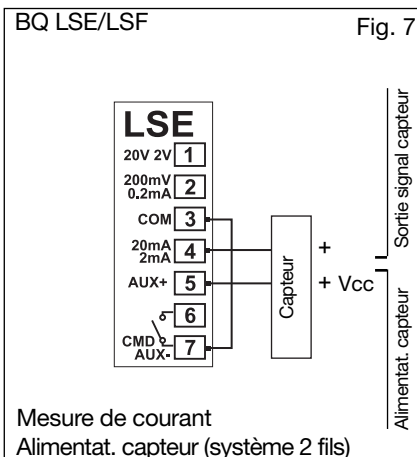 BQ LSE/LSF
Fig. 7
LSE
20V 2V 1
200mV
0.2mA 2
COM 3
20mA
2mA 4
AUX+ 5
6
CMD
AUX- 7
Capteur
+
+ Vcc
Sortie signal capteur
Alimentat. capteur
Mesure de courant
Alimentat. capteur (système 2 fils)